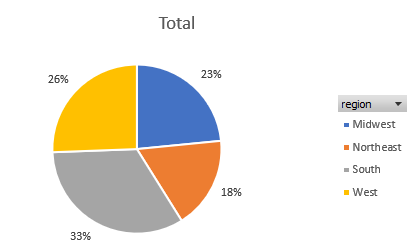 Total
26%
23%
18%
33%
region
Midwest
Northeast
South
West